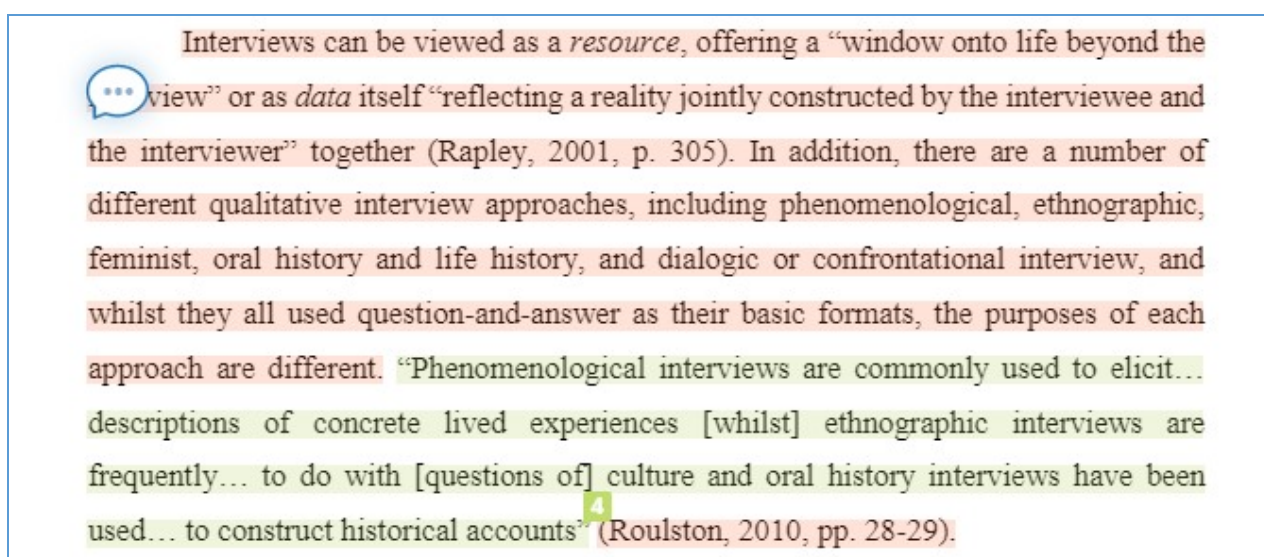 Interviews can be viewed as a resource, offering a “window onto life beyond the
view” or as data itself “reflecting a reality jointly constructed by the interviewee and
the interviewer” together (Rapley, 2001, p. 305). In addition, there are a number of
different qualitative interview approaches, including phenomenological, ethnographic,
feminist, oral history and life history, and dialogic or confrontational interview, and
whilst they all used question-and-answer as their basic formats, the purposes of each
approach are different. “Phenomenological interviews are commonly used to elicit…
descriptions of concrete lived experiences [whilst] ethnographic interviews are
frequently… to do with [questions of] culture and oral history interviews have been
used… to construct historical accounts” 4 (Roulston, 2010, pp. 28-29).